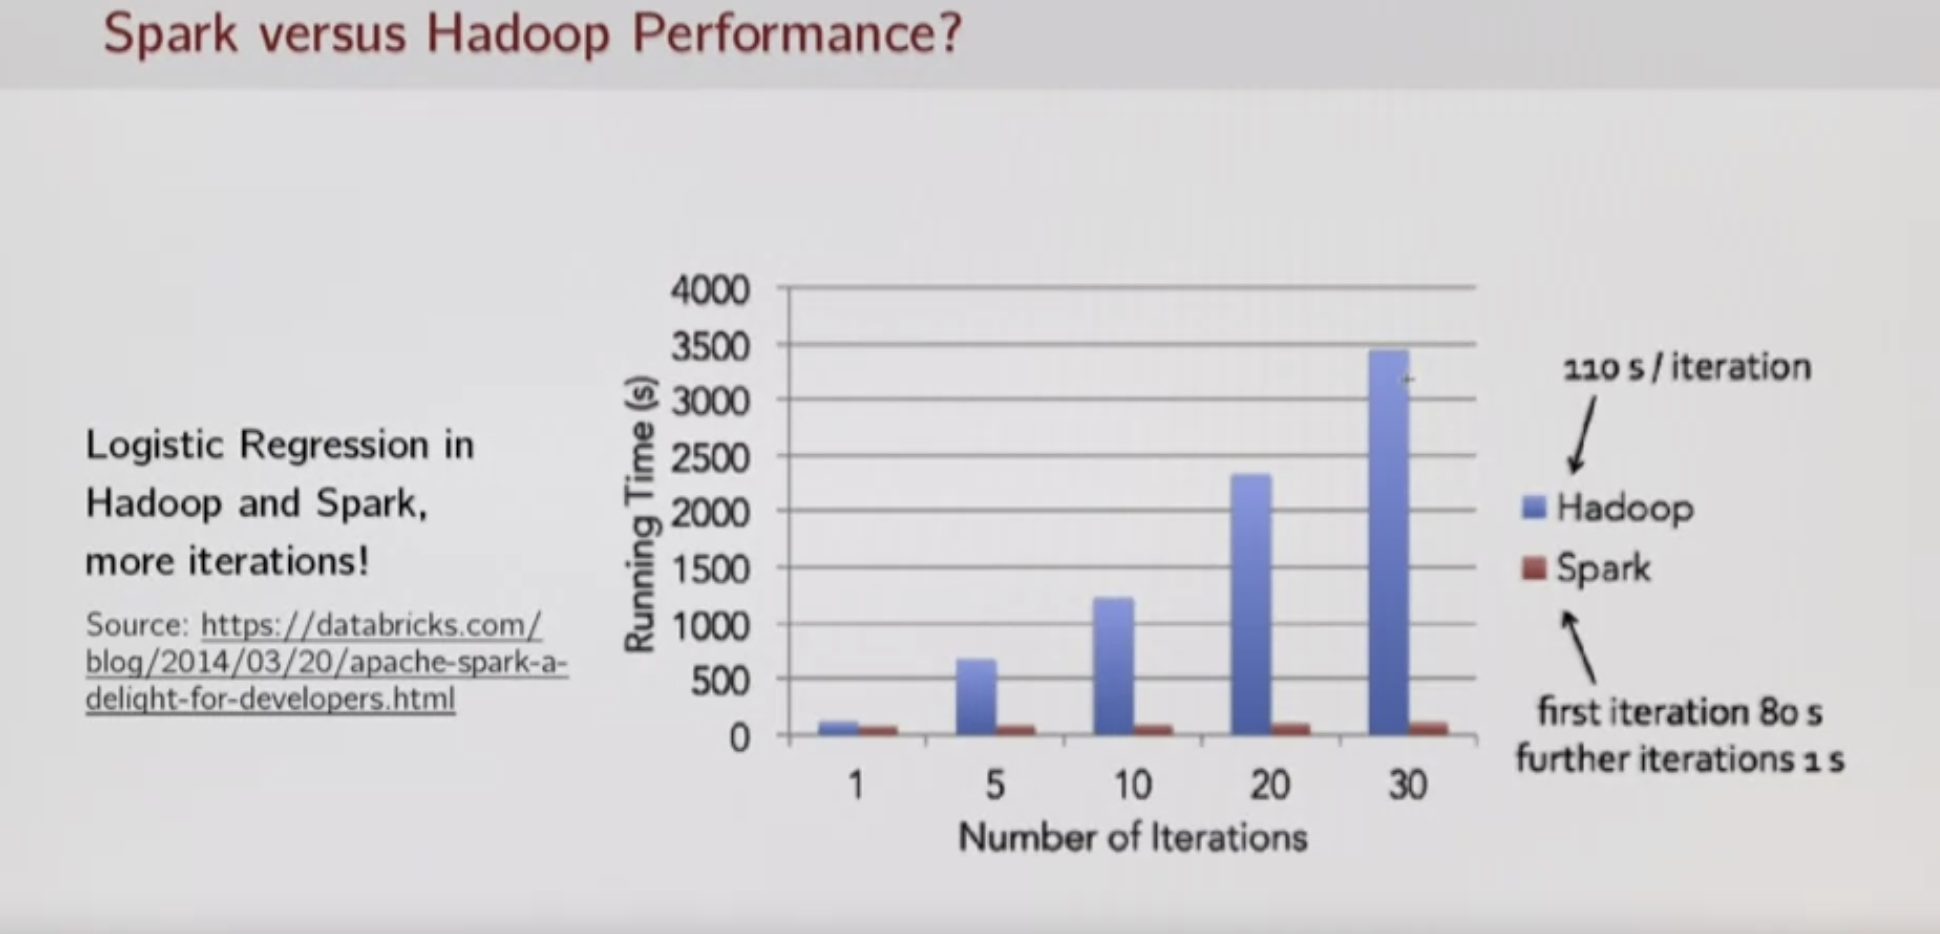 Spark versus Hadoop Performance?
Logistic Regression in
Hadoop and Spark,
more iterations!
Source: https://databricks.com/
blog/2014/03/20/apache-spark-a-
delight-for-developers.html
Running Time (s)
4000
3500
3000
2500
2000
1500
1000
500
0
1 5 10 20 30
Number of Iterations
110 s / iteration
Hadoop
Spark
first iteration 80 s
further iterations 1 s